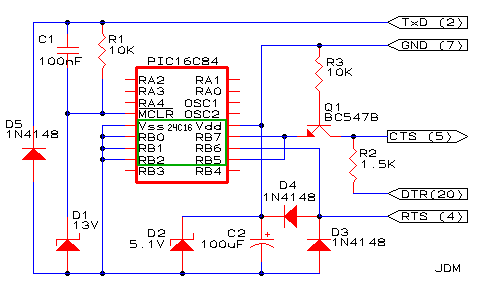 TxD (2)
C1
R1
GND (7)
100nF
10K
PIC16C84
R3
10K
RA2 RA1
RA3 RA0
RA4 OSC1
MCLR OSC2
Q1
BC547B
Vss 24C16 Vdd
D5
1N4148
RB0 RB7
CTS (5)
RB1 RB6
R2
RB2 RB5
1.5K
RB3 RB4
D4
1N4148
DTR(20)
D1
13V
RTS (4)
D2
5.1V
C2
+
100uF
D3
1N4148
JDM